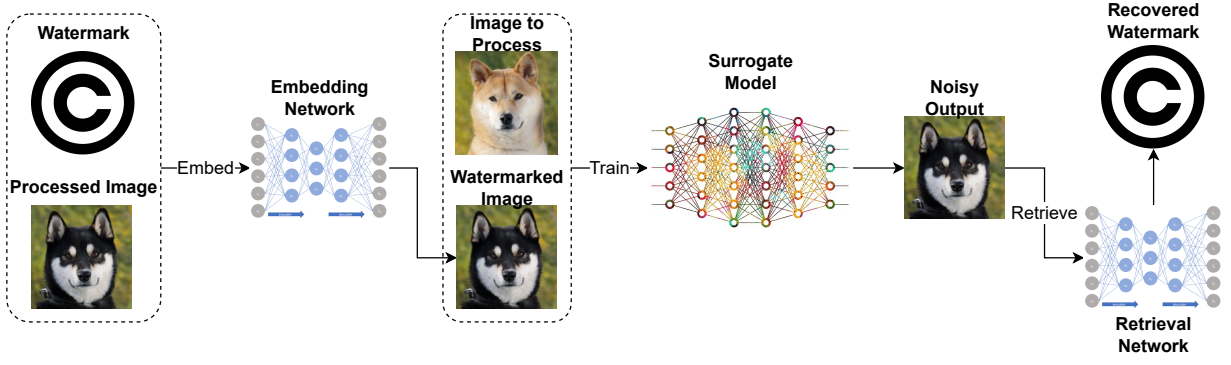 Watermark
Processed Image
Embed
Embedding
Network
Image to
Process
Watermarked
Image
Train
Surrogate
Model
Noisy
Output
Retrieve
Recovered
Watermark
Retrieval
Network